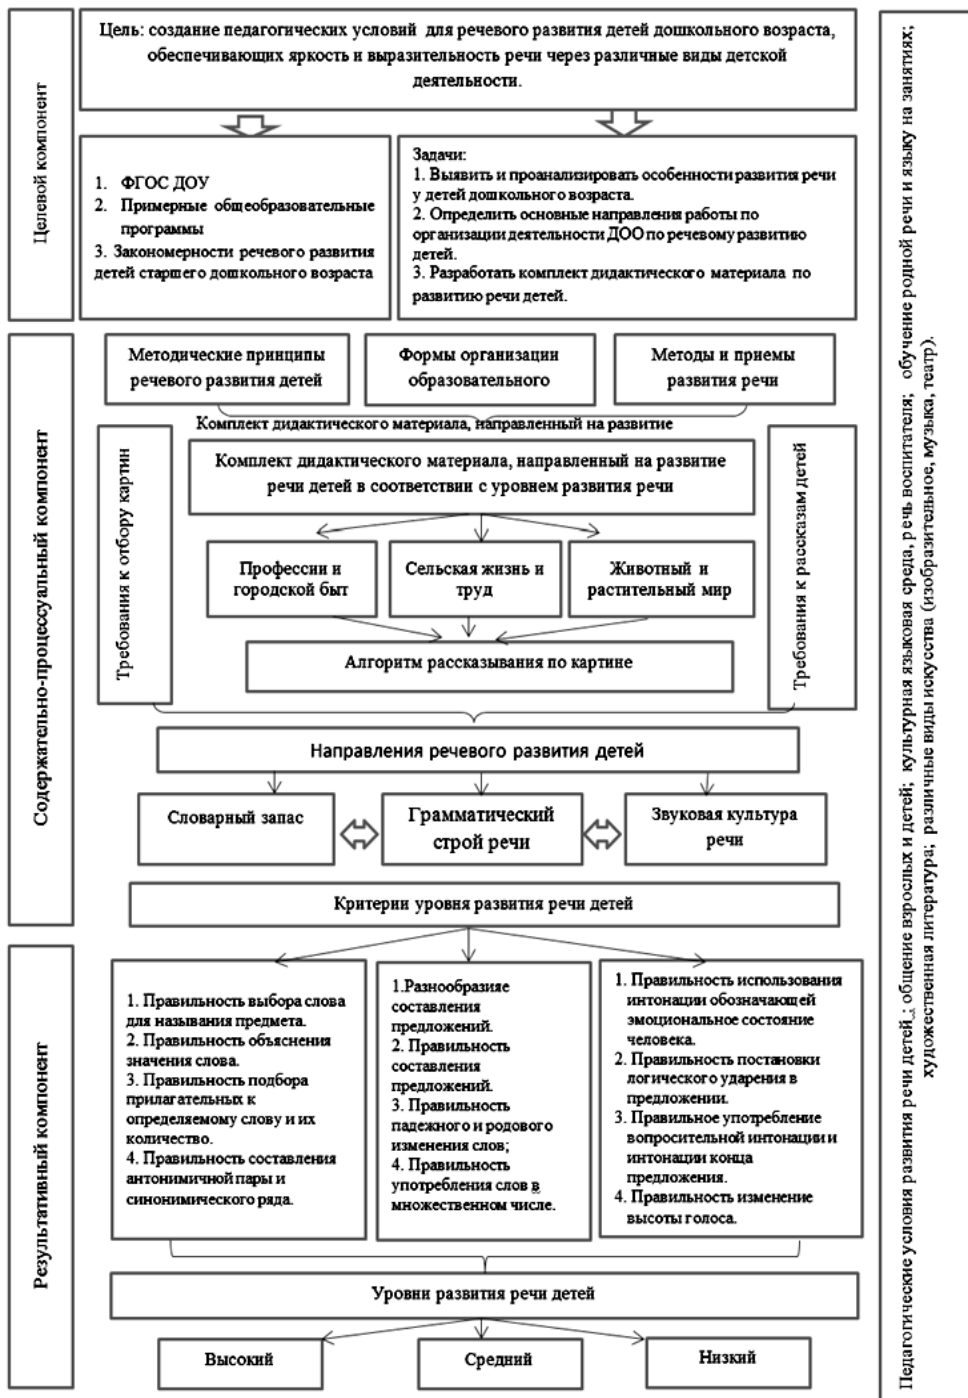 Целевой компонент
Цель: создание педагогических условий для речевого развития детей дошкольного возраста,
обеспечивающих яркость и выразительность речи через различные виды детской
деятельности.
1. ФГОС ДОУ
2. Примерные общеобразовательные
программы
3. Закономерности речевого развития
детей старшего дошкольного возраста
Задачи:
1. Выявить и проанализировать особенности развития речи
у детей дошкольного возраста.
2. Определить основные направления работы по
организации деятельности ДОО по речевому развитию
детей.
3. Разработать комплект дидактического материала по
развитию речи детей.
Содержательно-процессуальный компонент
Методические принципы
речевого развития детей
Формы организации
образовательного
Методы и приемы
развития речи
Комплект дидактического материала, направленный на развитие
Требования к отбору картин
Комплект дидактического материала, направленный на развитие
речи детей в соответствии с уровнем развития речи
Требования к рассказам детей
Профессии и
городской быт
Сельская жизнь и
труд
Животный и
растительный мир
Алгоритм рассказывания по картине
Направления речевого развития детей
Словарный запас
Грамматический
строй речи
Звуковая культура
речи
Критерии уровня развития речи детей
Результативный компонент
1. Правильность выбора слова
для называния предмета.
2. Правильность объяснения
значения слова.
3. Правильность подбора
прилагательных к
определяемому слову и их
количество.
4. Правильность составления
антонимичной пары и
синонимического ряда.
1.Разнообразияе
составления
предложений.
2. Правильность
составления
предложений.
3. Правильность
падежного и родового
изменения слов;
4. Правильность
употребления слов в
множественном числе.
1. Правильность использования
интонации обозначающей
эмоциональное состояние
человека.
2. Правильность постановки
логического ударения в
предложении.
3. Правильное употребление
вопросительной интонации и
интонации конца
предложения.
4. Правильность изменение
высоты голоса.
Уровни развития речи детей
Высокий
Средний
Низкий
Педагогические условия развития речи детей.: общение взрослых и детей; культурная языковая среда, речь воспитателя; обучение родной речи и языку на занятиях;
художественная литература; различные виды искусства (изобразительное, музыка, театр).